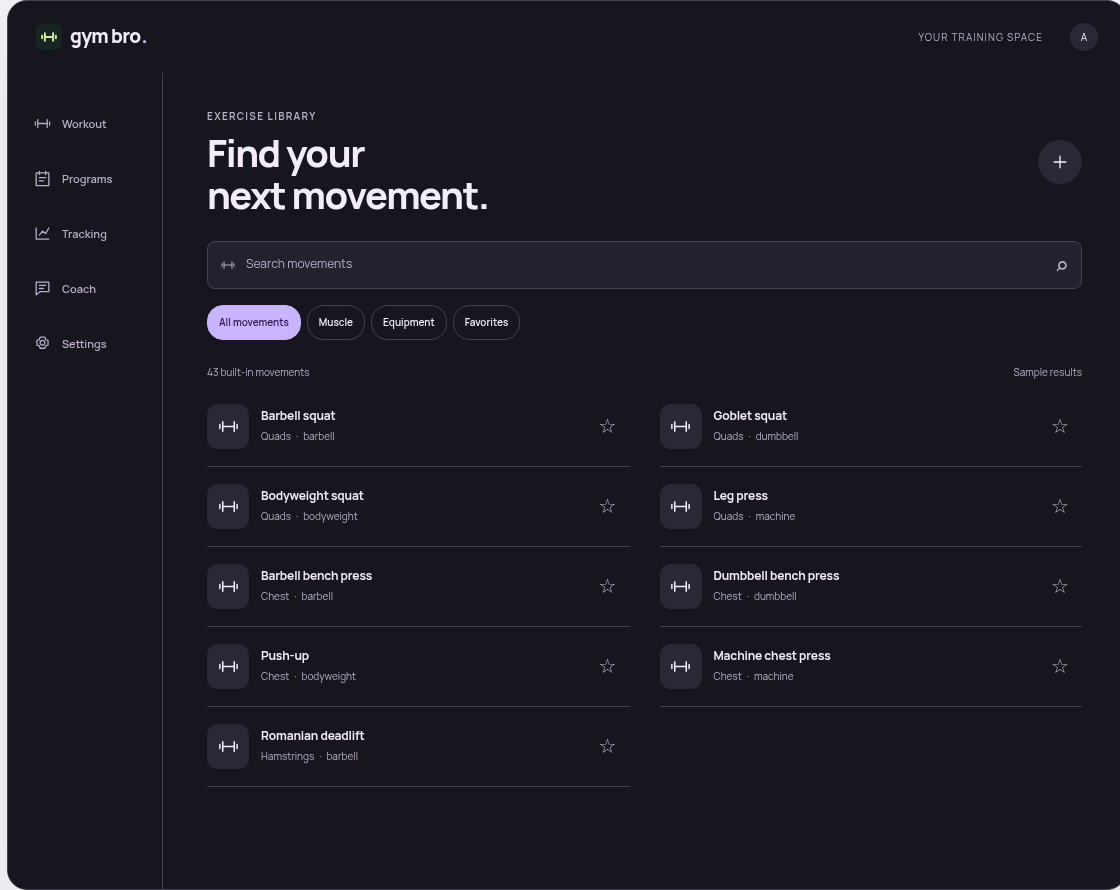 gym bro.
YOUR TRAINING SPACE
A
Workout
Programs
Tracking
Coach
Settings
EXERCISE LIBRARY
Find your
next movement.
Search movements
All movements
Muscle
Equipment
Favorites
43 built-in movements
Sample results
Barbell squat
Quads · barbell
Goblet squat
Quads · dumbbell
Bodyweight squat
Quads · bodyweight
Leg press
Quads · machine
Barbell bench press
Chest · barbell
Dumbbell bench press
Chest · dumbbell
Push-up
Chest · bodyweight
Machine chest press
Chest · machine
Romanian deadlift
Hamstrings · barbell